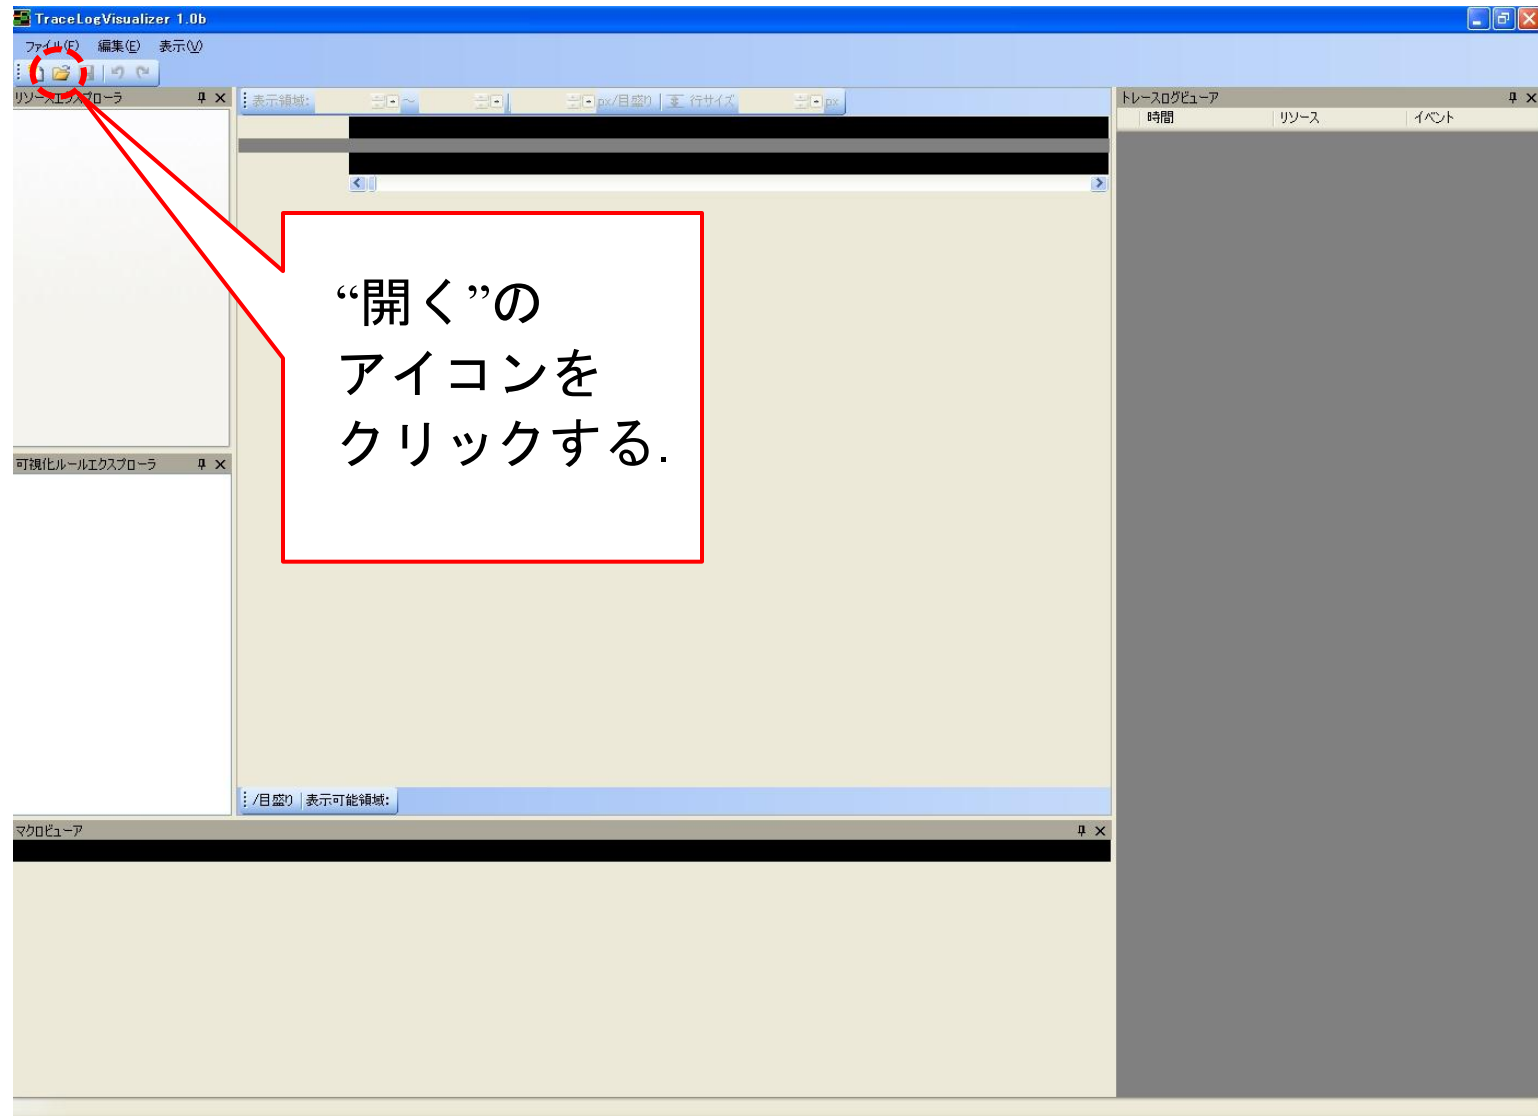 TraceLogVisualizer 1.0b
ファイル(F) 編集(E) 表示(V)
リソースエクスプローラ
表示領域: ～ px/目盛り 行サイズ px
トレースログビューア
時間 リソース イベント
“開く”の
アイコンを
クリックする.
可視化ルールエクスプローラ
/目盛り 表示可能領域:
マクロビューア